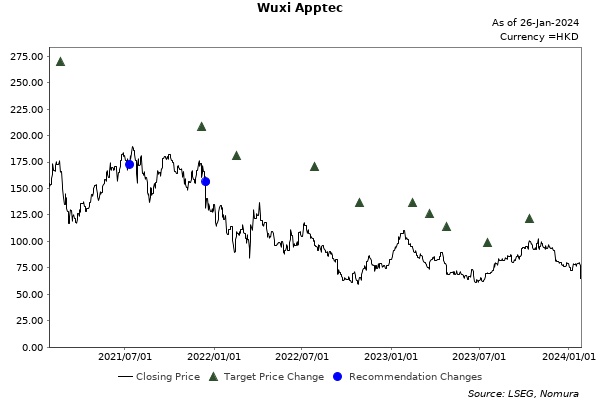 Wuxi Apptec
As of 26-Jan-2024
Currency =HKD
275.00
250.00
225.00
200.00
175.00
150.00
125.00
100.00
75.00
50.00
25.00
0.00
2021/07/01 2022/01/01 2022/07/01 2023/01/01 2023/07/01 2024/01/01
Closing Price Target Price Change Recommendation Changes
Source: LSEG, Nomura